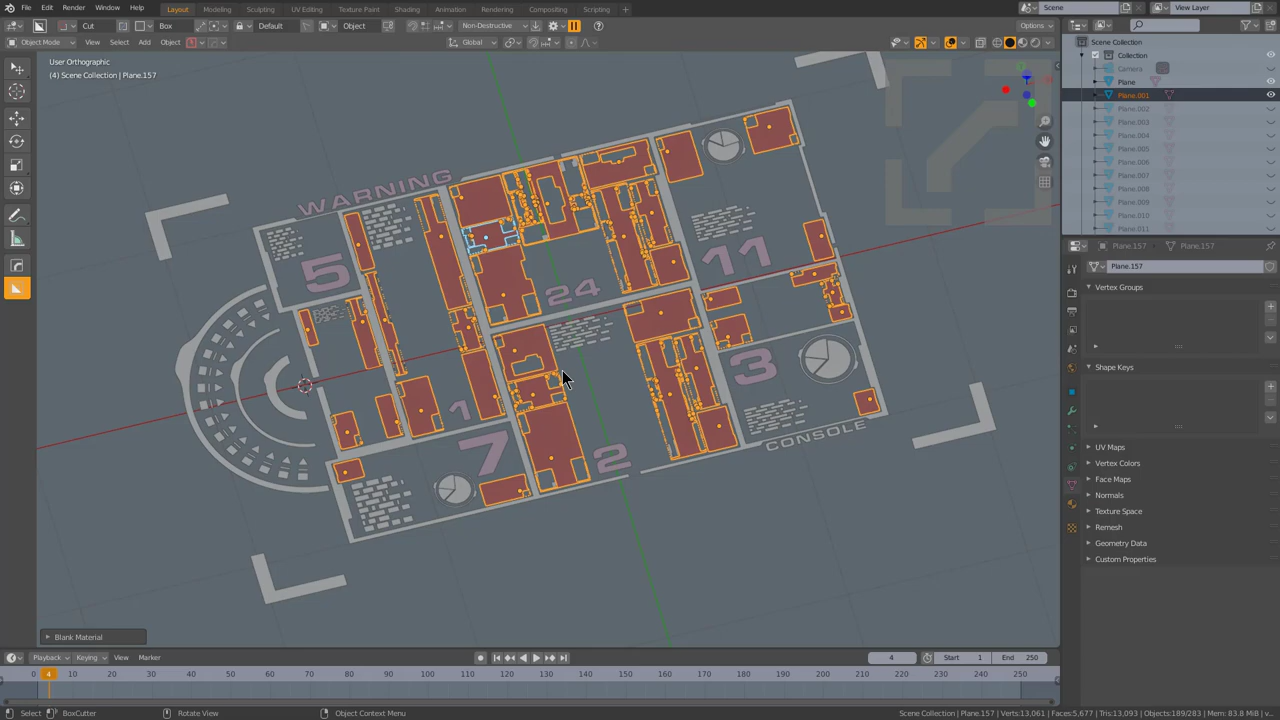 File Edit Render Window Help Layout Modeling Sculpting UV Editing Texture Paint Shading Animation Rendering Compositing Scripting + Scene View Layer
Cut Box Default Object Non-Destructive Options
Object Mode View Select Add Object Global
User Orthographic
(4) Scene Collection | Plane.157
WARNING
5
11
24
3
1
7
2
CONSOLE
Blank Material
Scene Collection
Collection
Camera
Plane
Plane.001
Plane.002
Plane.003
Plane.004
Plane.005
Plane.006
Plane.007
Plane.008
Plane.009
Plane.010
Plane.011
Plane.157 Plane.157
Plane.157
Vertex Groups
Shape Keys
UV Maps
Vertex Colors
Face Maps
Normals
Texture Space
Remesh
Geometry Data
Custom Properties
Playback Keying View Marker 4 Start 1 End 250
0 4 10 20 30 40 50 60 70 80 90 100 110 120 130 140 150 160 170 180 190 200 210 220 230 240 250
Select BoxCutter Rotate View Object Context Menu Scene Collection | Plane.157 | Verts:13,061 | Faces:5,677 | Tris:13,093 | Objects:189/283 | Mem: 83.8 MiB | v...